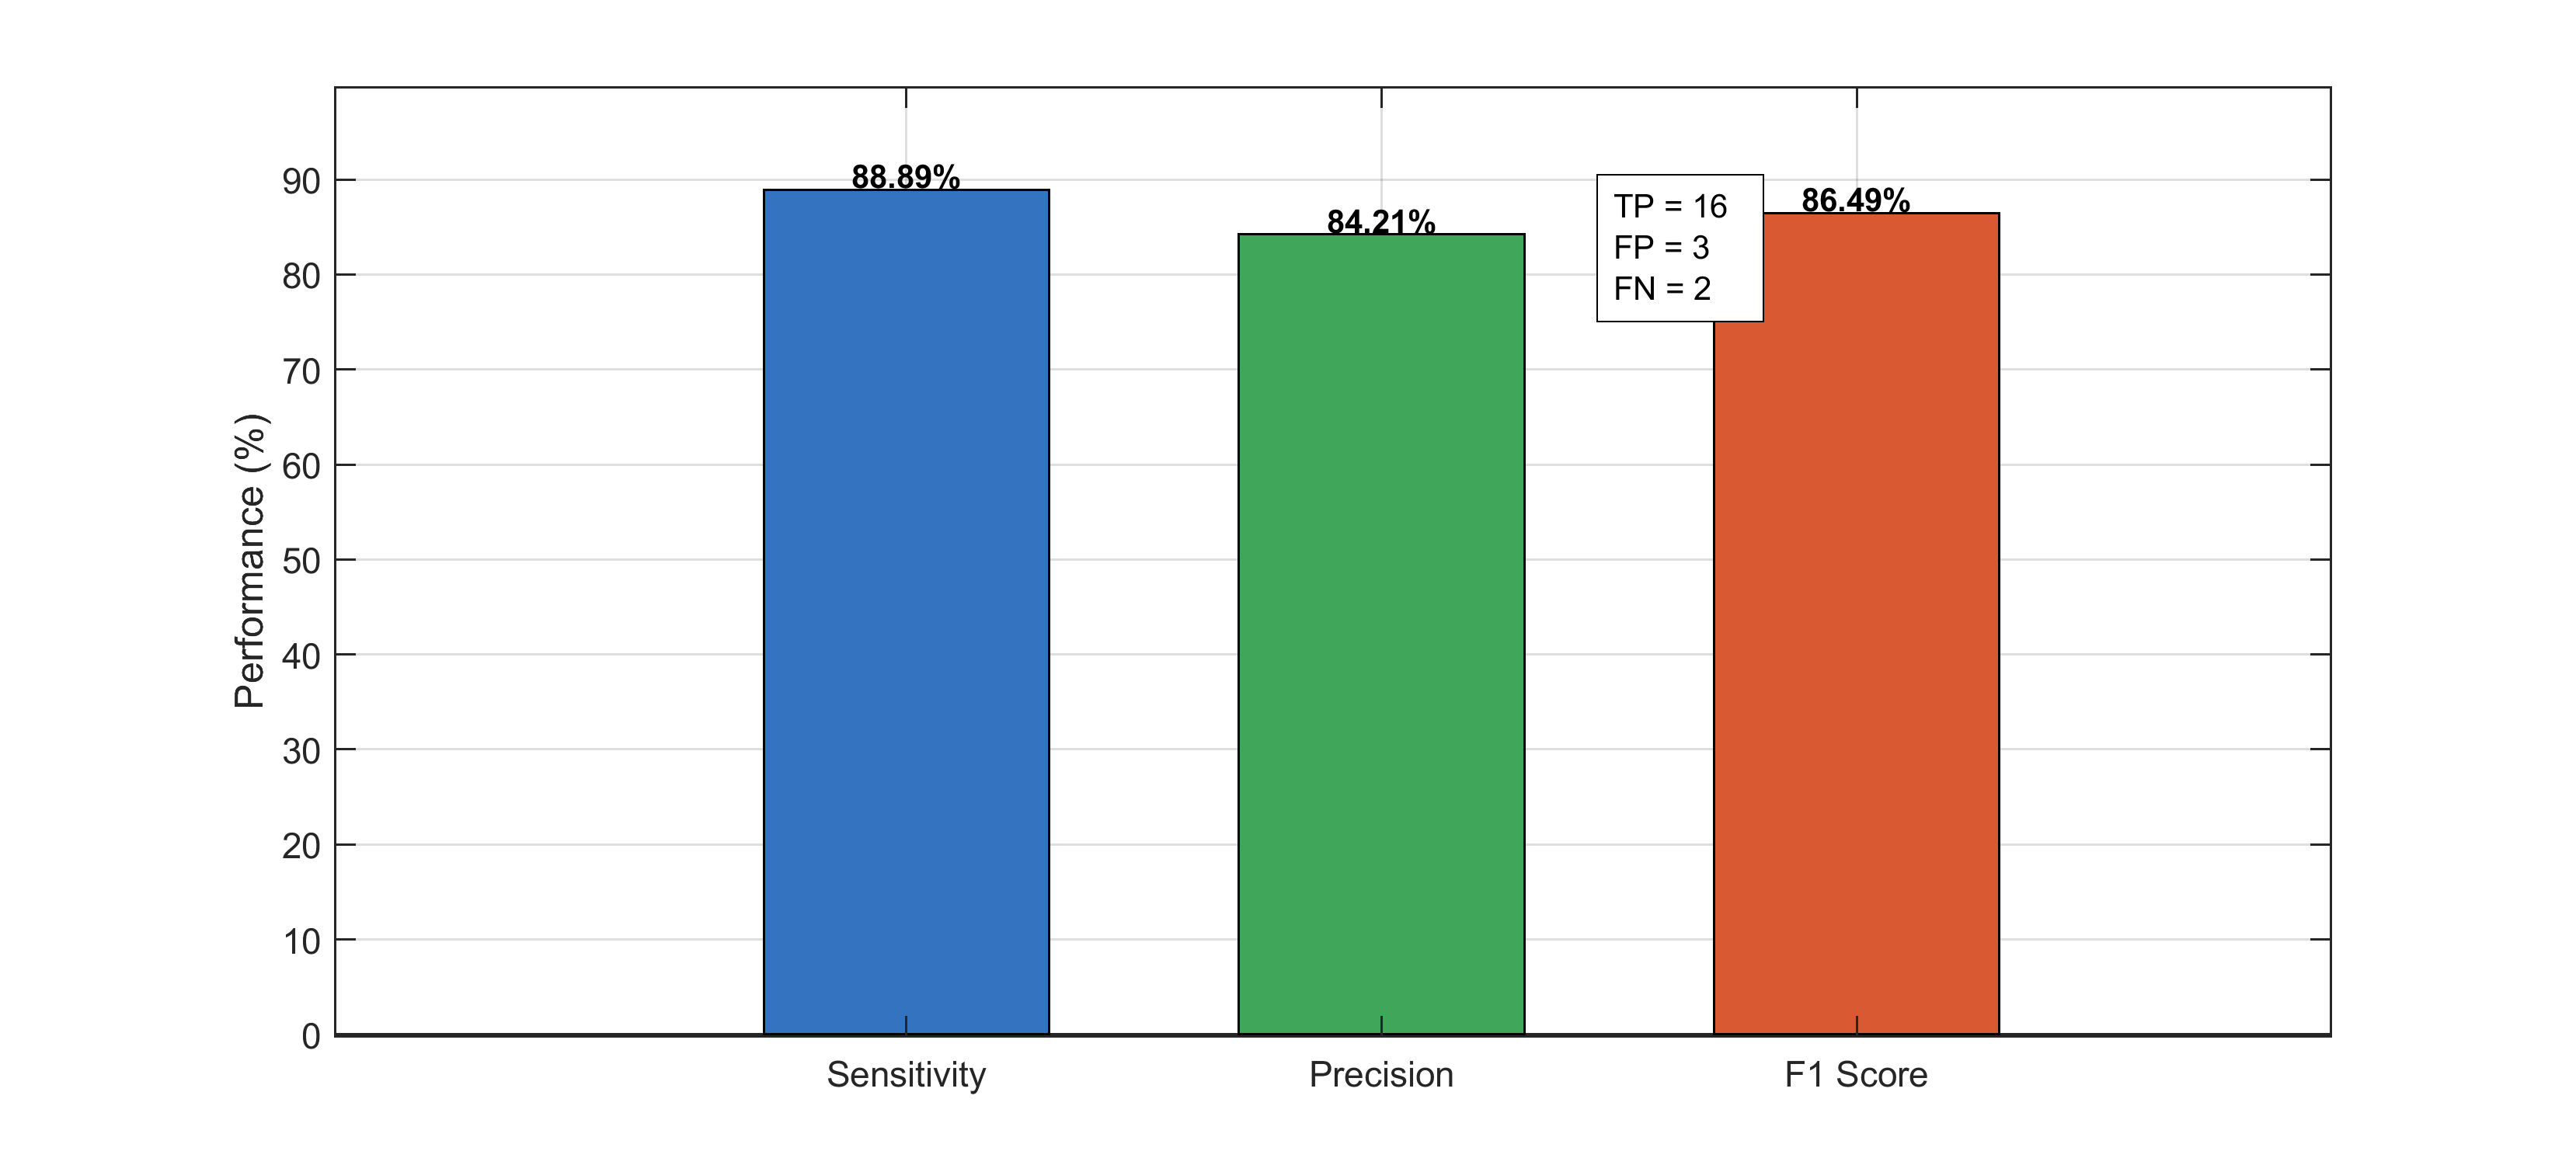 88.89%
84.21%
86.49%
TP = 16
FP = 3
FN = 2
Performance (%)
90
80
70
60
50
40
30
20
10
0
Sensitivity
Precision
F1 Score